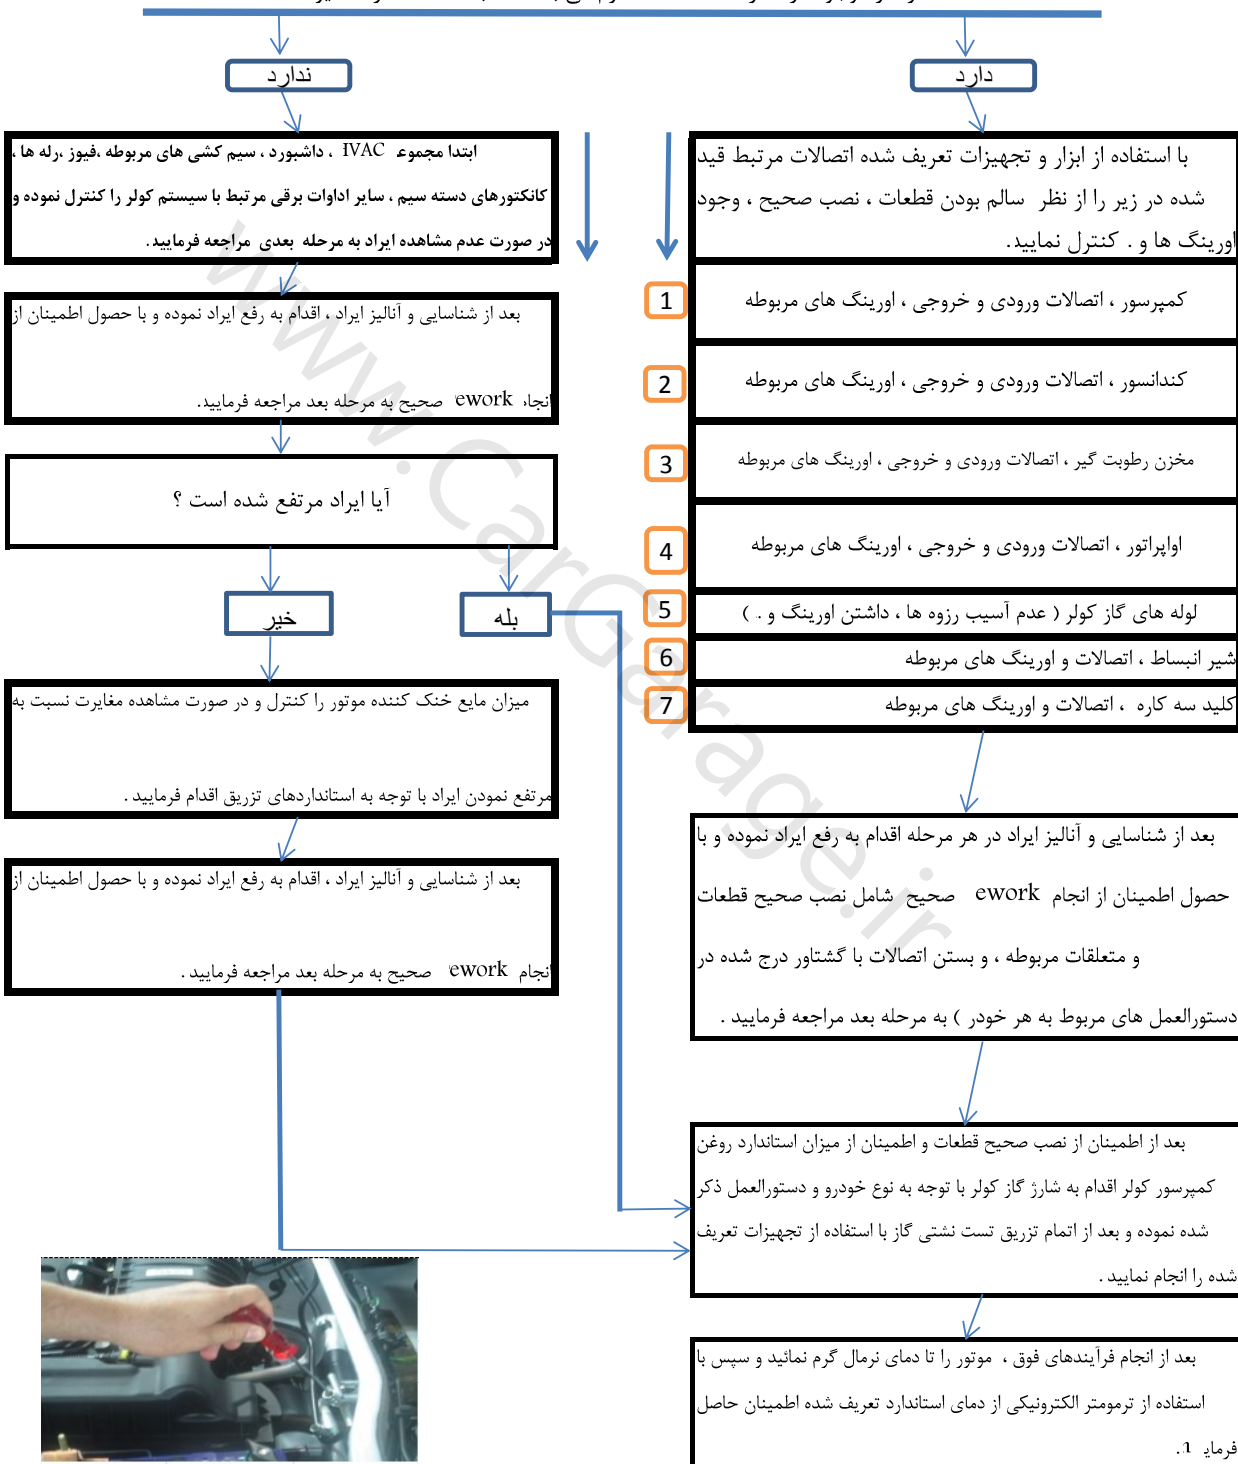 دارد
ندارد
با استفاده از ابزار و تجهیزات تعریف شده اتصالات مرتبط قید
شده در زیر را از نظر سالم بودن قطعات ، نصب صحیح ، وجود
اورینگ ها و . کنترل نمایید.
1 کمپرسور ، اتصالات ورودی و خروجی ، اورینگ های مربوطه
2 کندانسور ، اتصالات ورودی و خروجی ، اورینگ های مربوطه
3 مخزن رطوبت گیر ، اتصالات ورودی و خروجی ، اورینگ های مربوطه
4 اواپراتور ، اتصالات ورودی و خروجی ، اورینگ های مربوطه
5 لوله های گاز کولر ( عدم آسیب رزوه ها ، داشتن اورینگ و . )
6 شیر انبساط ، اتصالات و اورینگ های مربوطه
7 کلید سه کاره ، اتصالات و اورینگ های مربوطه
بعد از شناسایی و آنالیز ایراد در هر مرحله اقدام به رفع ایراد نموده و با
حصول اطمینان از انجام ework صحیح شامل نصب صحیح قطعات
و متعلقات مربوطه ، و بستن اتصالات با گشتاور درج شده در
دستورالعمل های مربوط به هر خودر ) به مرحله بعد مراجعه فرمایید .
بعد از اطمینان از نصب صحیح قطعات و اطمینان از میزان استاندارد روغن
کمپرسور کولر اقدام به شارژ گاز کولر با توجه به نوع خودرو و دستورالعمل ذکر
شده نموده و بعد از اتمام تزریق تست نشتی گاز با استفاده از تجهیزات تعریف
شده را انجام نمایید .
بعد از انجام فرآیندهای فوق ، موتور را تا دمای نرمال گرم نمائید و سپس با
استفاده از ترمومتر الکترونیکی از دمای استاندارد تعریف شده اطمینان حاصل
ابتدا مجموعه IVAC ، داشبورد ، سیم کشی های مربوطه ،فیوز ،رله ها ،
کانکتورهای دسته سیم ، سایر اداوات برقی مرتبط با سیستم کولر را کنترل نموده و
در صورت عدم مشاهده ایراد به مرحله بعدی مراجعه فرمایید.
بعد از شناسایی و آنالیز ایراد ، اقدام به رفع ایراد نموده و با حصول اطمینان از
انجام ework صحیح به مرحله بعد مراجعه فرمایید.
آیا ایراد مرتفع شده است ؟
بله
خیر
میزان مایع خنک کننده موتور را کنترل و در صورت مشاهده مغایرت نسبت به
مرتفع نمودن ایراد با توجه به استانداردهای تزریق اقدام فرمایید .
بعد از شناسایی و آنالیز ایراد ، اقدام به رفع ایراد نموده و با حصول اطمینان از
انجام ework صحیح به مرحله بعد مراجعه فرمایید .
www.CarGarage.ir